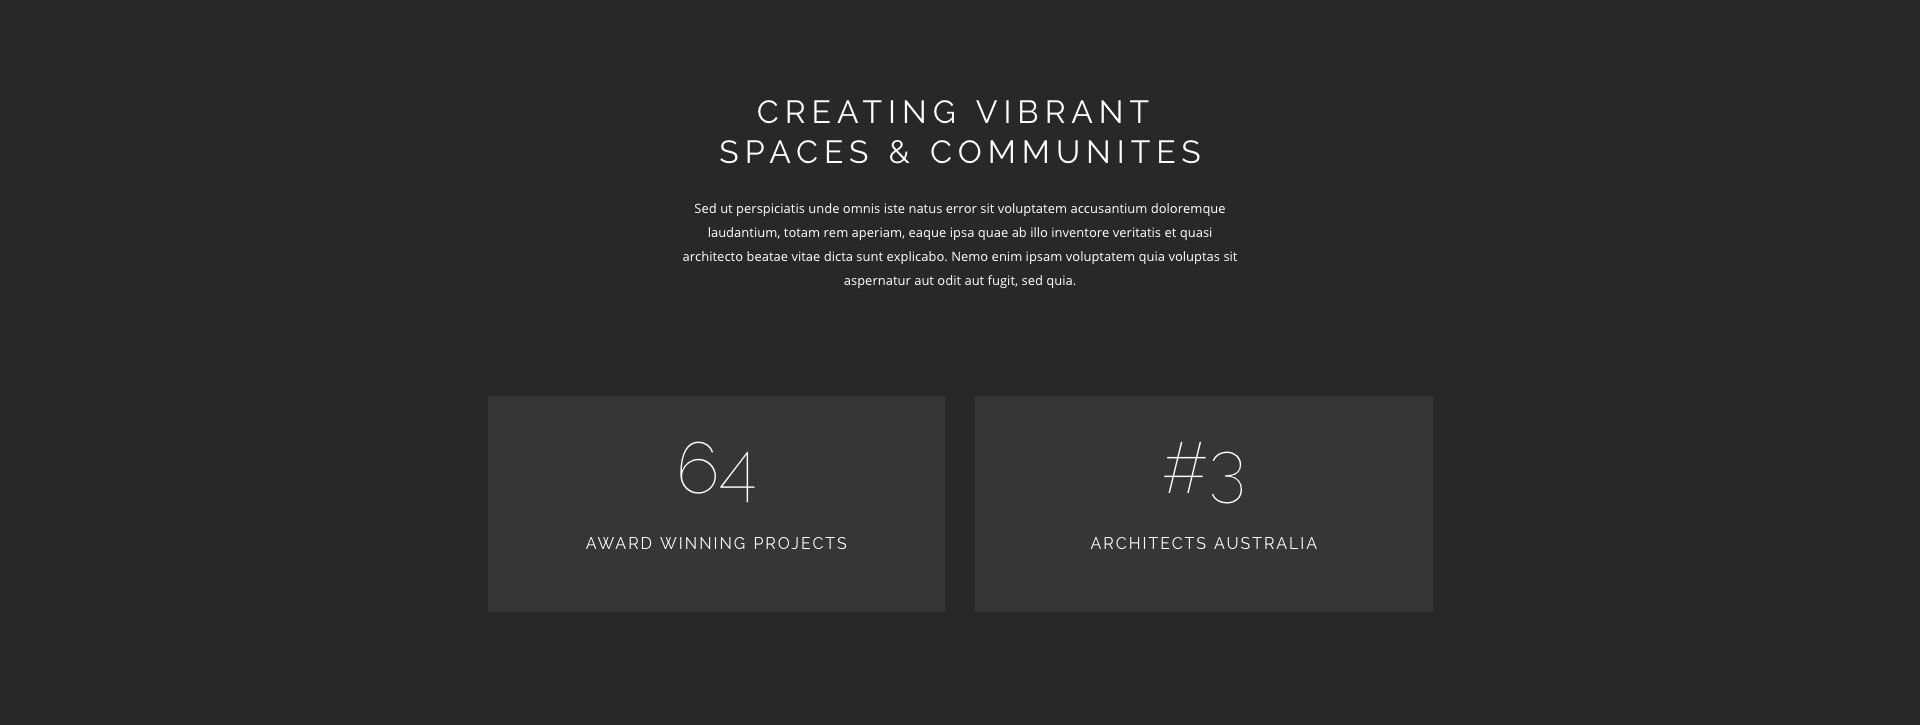 CREATING VIBRANT
SPACES & COMMUNITES
Sed ut perspiciatis unde omnis iste natus error sit voluptatem accusantium doloremque
laudantium, totam rem aperiam, eaque ipsa quae ab illo inventore veritatis et quasi
architecto beatae vitae dicta sunt explicabo. Nemo enim ipsam voluptatem quia voluptas sit
aspernatur aut odit aut fugit, sed quia.
64
AWARD WINNING PROJECTS
#3
ARCHITECTS AUSTRALIA